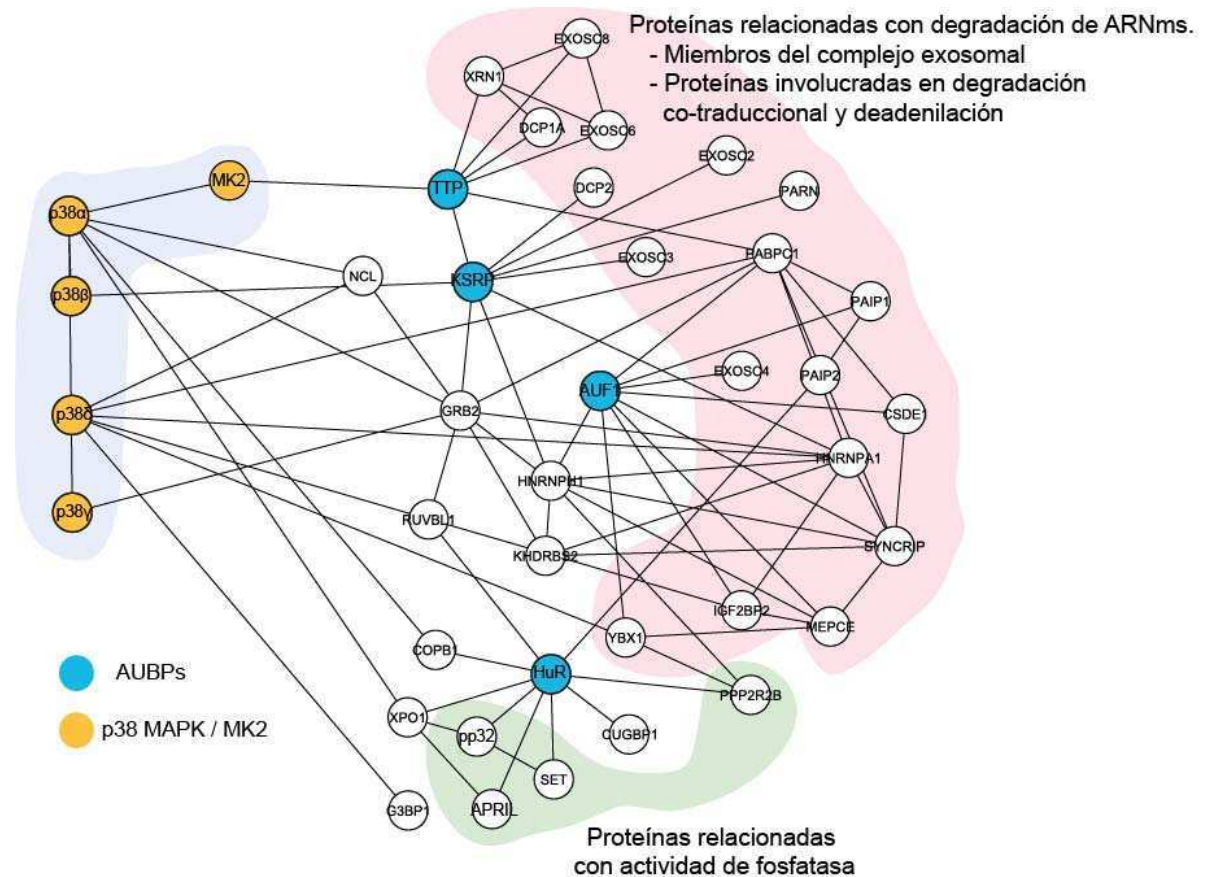 Proteínas relacionadas con degradación de ARNms.
- Miembros del complejo exosomal
- Proteínas involucradas en degradación
co-traduccional y deadenilación
EXOSC8
XRN1
DCP1A
EXOSC6
EXOSC2
MK2
TTP
DCP2
PARN
p38α
NCL
KSRP
EXOSC3
PABPC1
p38β
PAIP1
EXOSC4
PAIP2
AUF1
p38δ
GRB2
CSDE1
HNRNPA1
HNRNPH1
p38γ
RUVBL1
KHDRBS2
SYNCRIP
IGF2BP2
MEPCE
YBX1
COPB1
HuR
AUBPs
PPP2R2B
p38 MAPK / MK2
XPO1
pp32
CUGBP1
SET
G3BP1
APRIL
Proteínas relacionadas
con actividad de fosfatasa